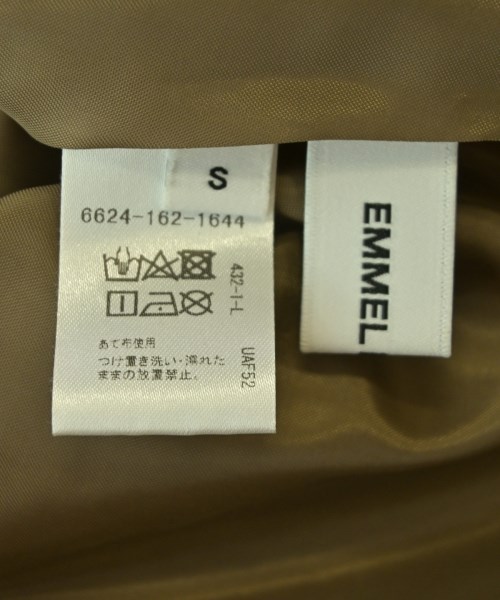 S
6624-162-1644
432-1-L
あて布使用
つけ置き洗い・濡れた
ままの放置禁止。
UAF52
EMMEL